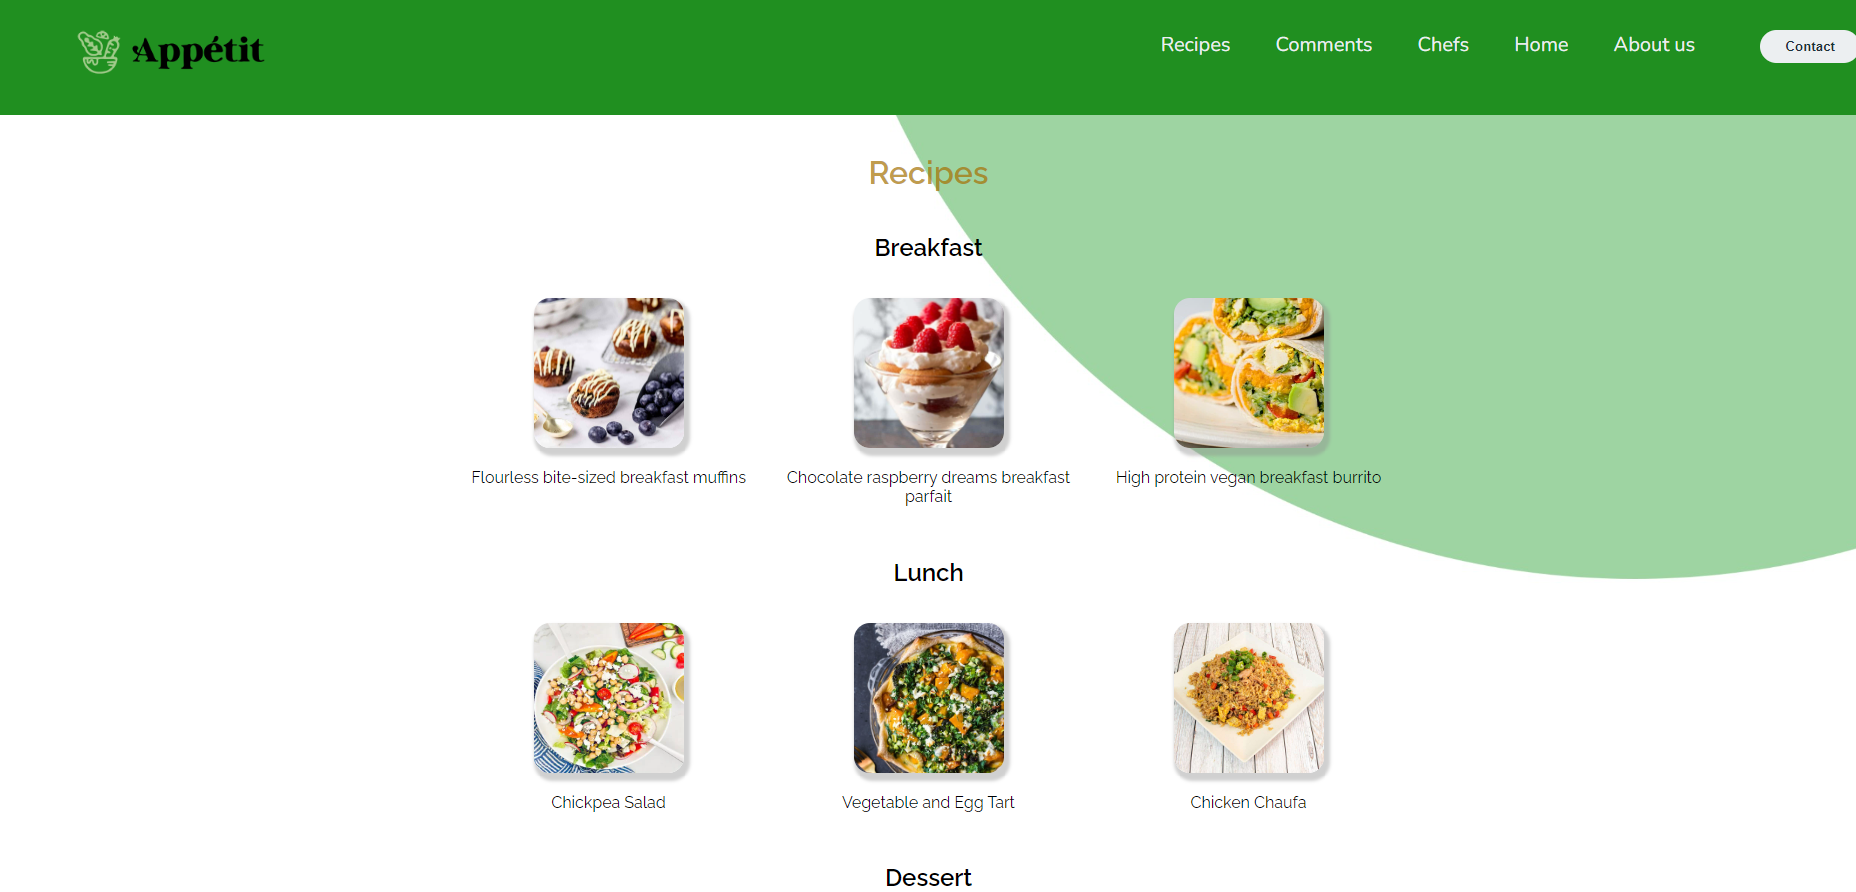 Appétit
Recipes
Comments
Chefs
Home
About us
Contact
Recipes
Breakfast
Flourless bite-sized breakfast muffins
Chocolate raspberry dreams breakfast
parfait
High protein vegan breakfast burrito
Lunch
Chickpea Salad
Vegetable and Egg Tart
Chicken Chaufa
Dessert